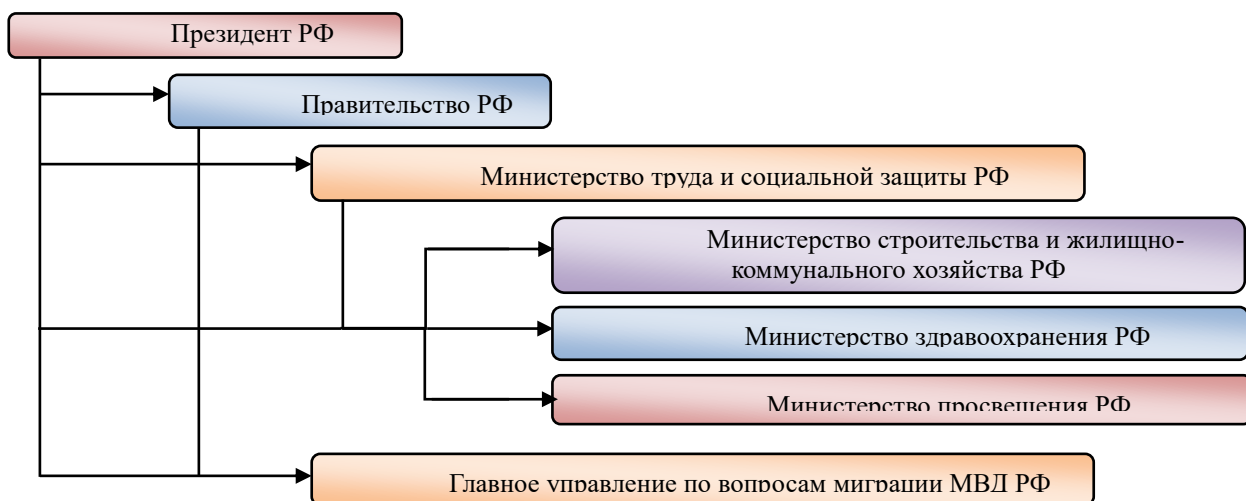 Президент РФ
Правительство РФ
Министерство труда и социальной защиты РФ
Министерство строительства и жилищно-
коммунального хозяйства РФ
Министерство здравоохранения РФ
Министерство просвещения РФ
Главное управление по вопросам миграции МВД РФ